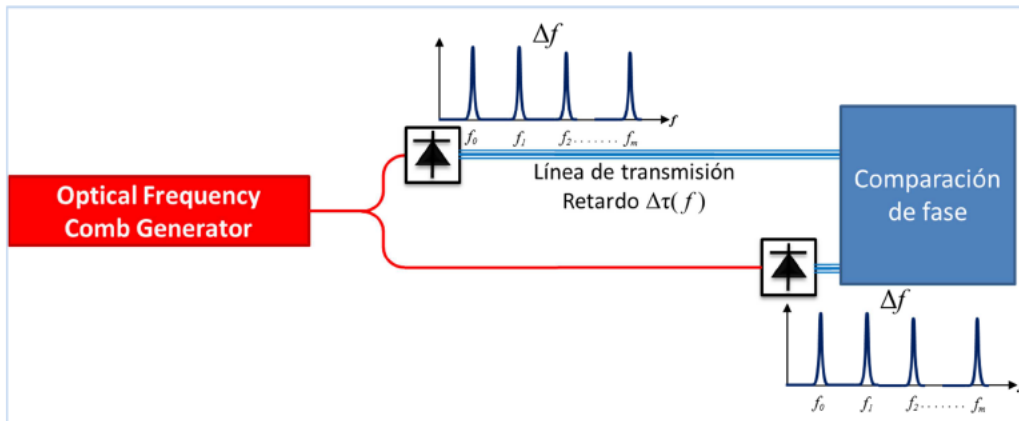 Δf
f
f₀ f₁ f₂ ....... fₘ
Optical Frequency
Comb Generator
Línea de transmisión
Retardo Δτ(f)
Comparación
de fase
Δf
f₀ f₁ f₂ ....... fₘ